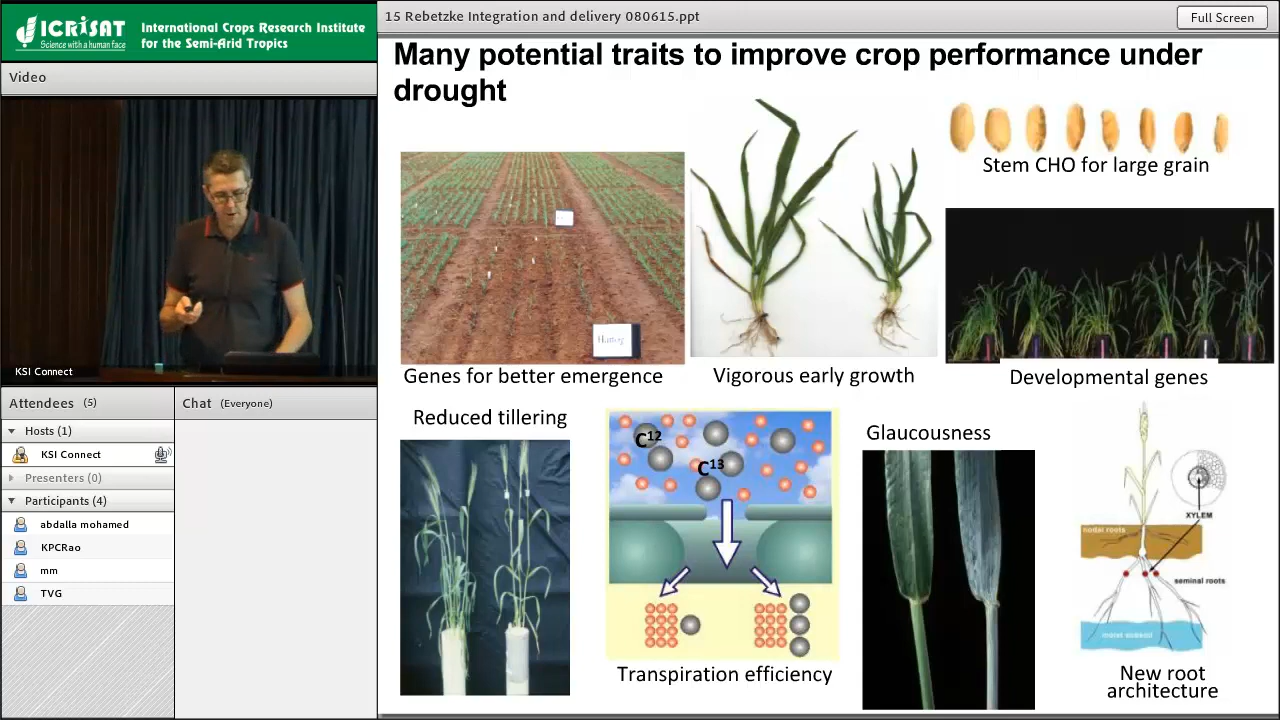 ICRISAT
Science with a human face
International Crops Research Institute
for the Semi-Arid Tropics
Video
KSI Connect
Attendees (5)
Hosts (1)
KSI Connect
Presenters (0)
Participants (4)
abdalla mohamed
KPCRao
mm
TVG
Chat (Everyone)
15 Rebetzke Integration and delivery 080615.ppt
Full Screen
Many potential traits to improve crop performance under
drought
Stem CHO for large grain
Hartog
Genes for better emergence
Vigorous early growth
Developmental genes
Reduced tillering
C12
C13
Transpiration efficiency
Glaucousness
XYLEM
nodal roots
seminal roots
moist subsoil
New root
architecture